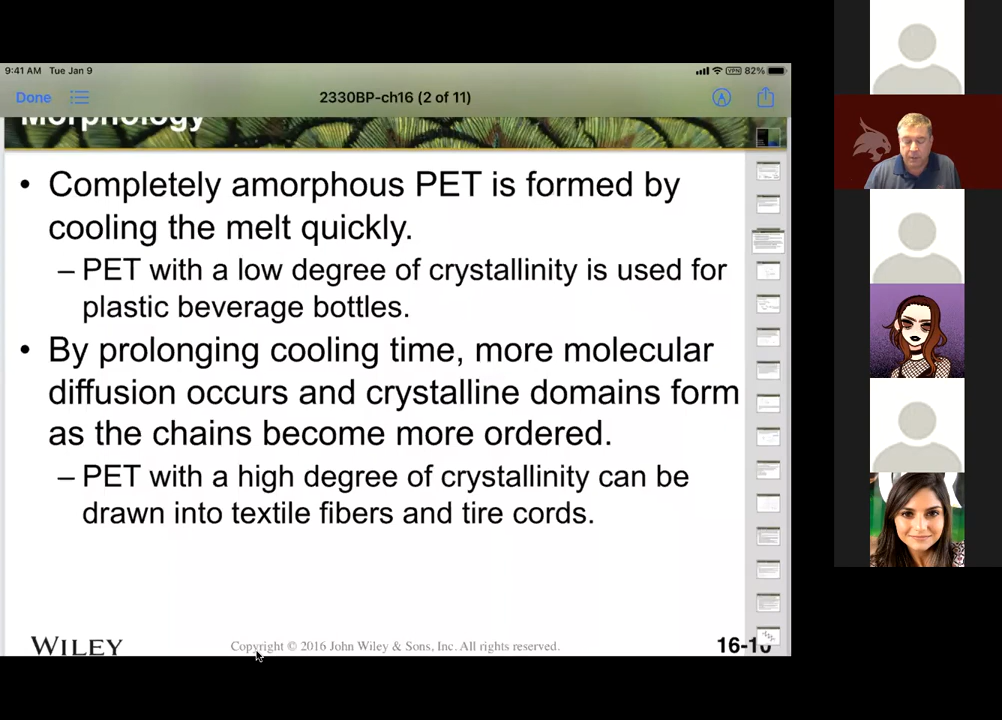 9:41 AM Tue Jan 9
VPN 82%
Done
2330BP-ch16 (2 of 11)
Morphology
• Completely amorphous PET is formed by
cooling the melt quickly.
– PET with a low degree of crystallinity is used for
plastic beverage bottles.
• By prolonging cooling time, more molecular
diffusion occurs and crystalline domains form
as the chains become more ordered.
– PET with a high degree of crystallinity can be
drawn into textile fibers and tire cords.
WILEY
Copyright © 2016 John Wiley & Sons, Inc. All rights reserved.
16-10